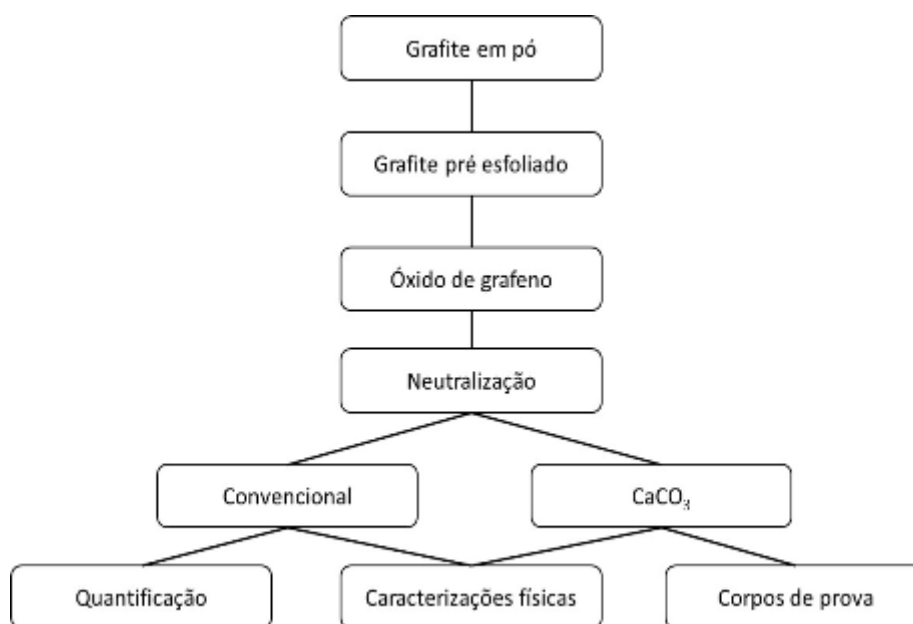 Grafite em pó
Grafite pré esfoliado
Óxido de grafeno
Neutralização
Convencional
CaCO₃
Quantificação
Caracterizações físicas
Corpos de prova